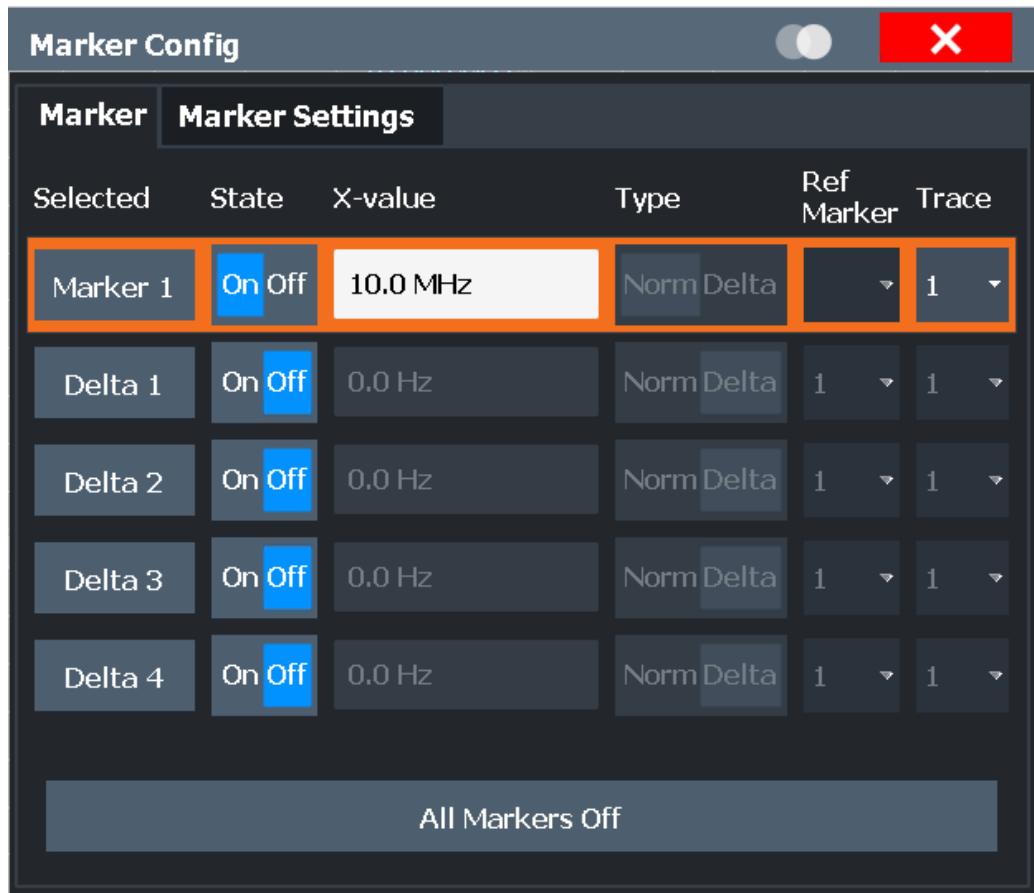 Marker Config
Marker Marker Settings
Selected State X-value Type Ref Marker Trace
Marker 1 On Off 10.0 MHz Norm Delta 1
Delta 1 On Off 0.0 Hz Norm Delta 1 1
Delta 2 On Off 0.0 Hz Norm Delta 1 1
Delta 3 On Off 0.0 Hz Norm Delta 1 1
Delta 4 On Off 0.0 Hz Norm Delta 1 1
All Markers Off